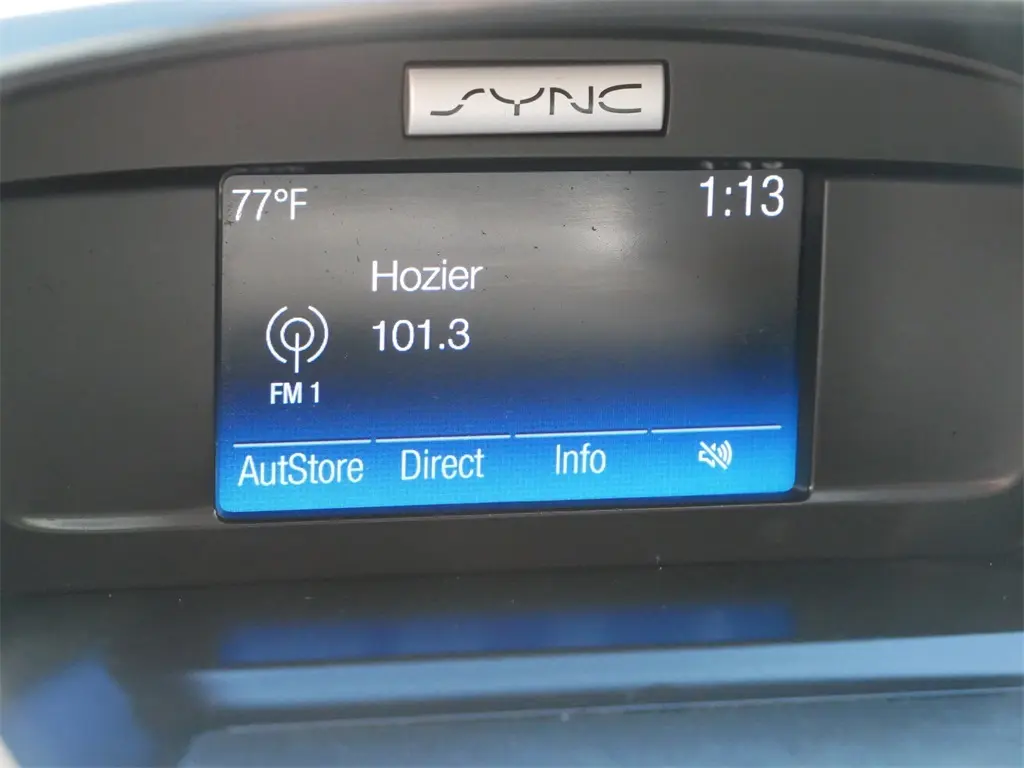 SYNC
77°F 1:13
Hozier
101.3
FM 1
AutStore Direct Info